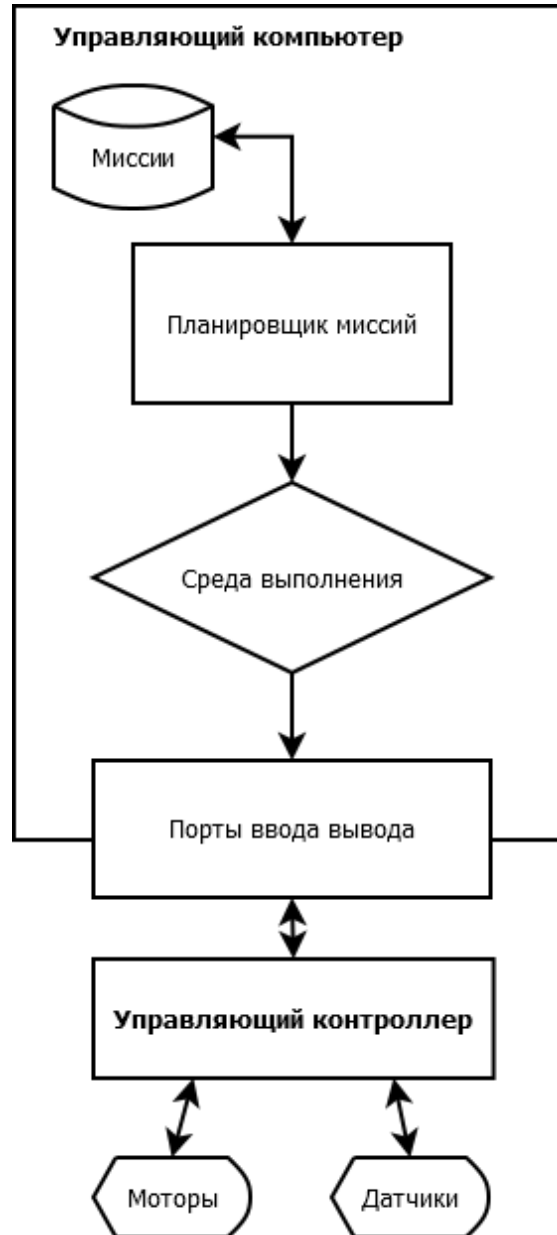 Управляющий компьютер
Миссии
Планировщик миссий
Среда выполнения
Порты ввода вывода
Управляющий контроллер
Моторы
Датчики